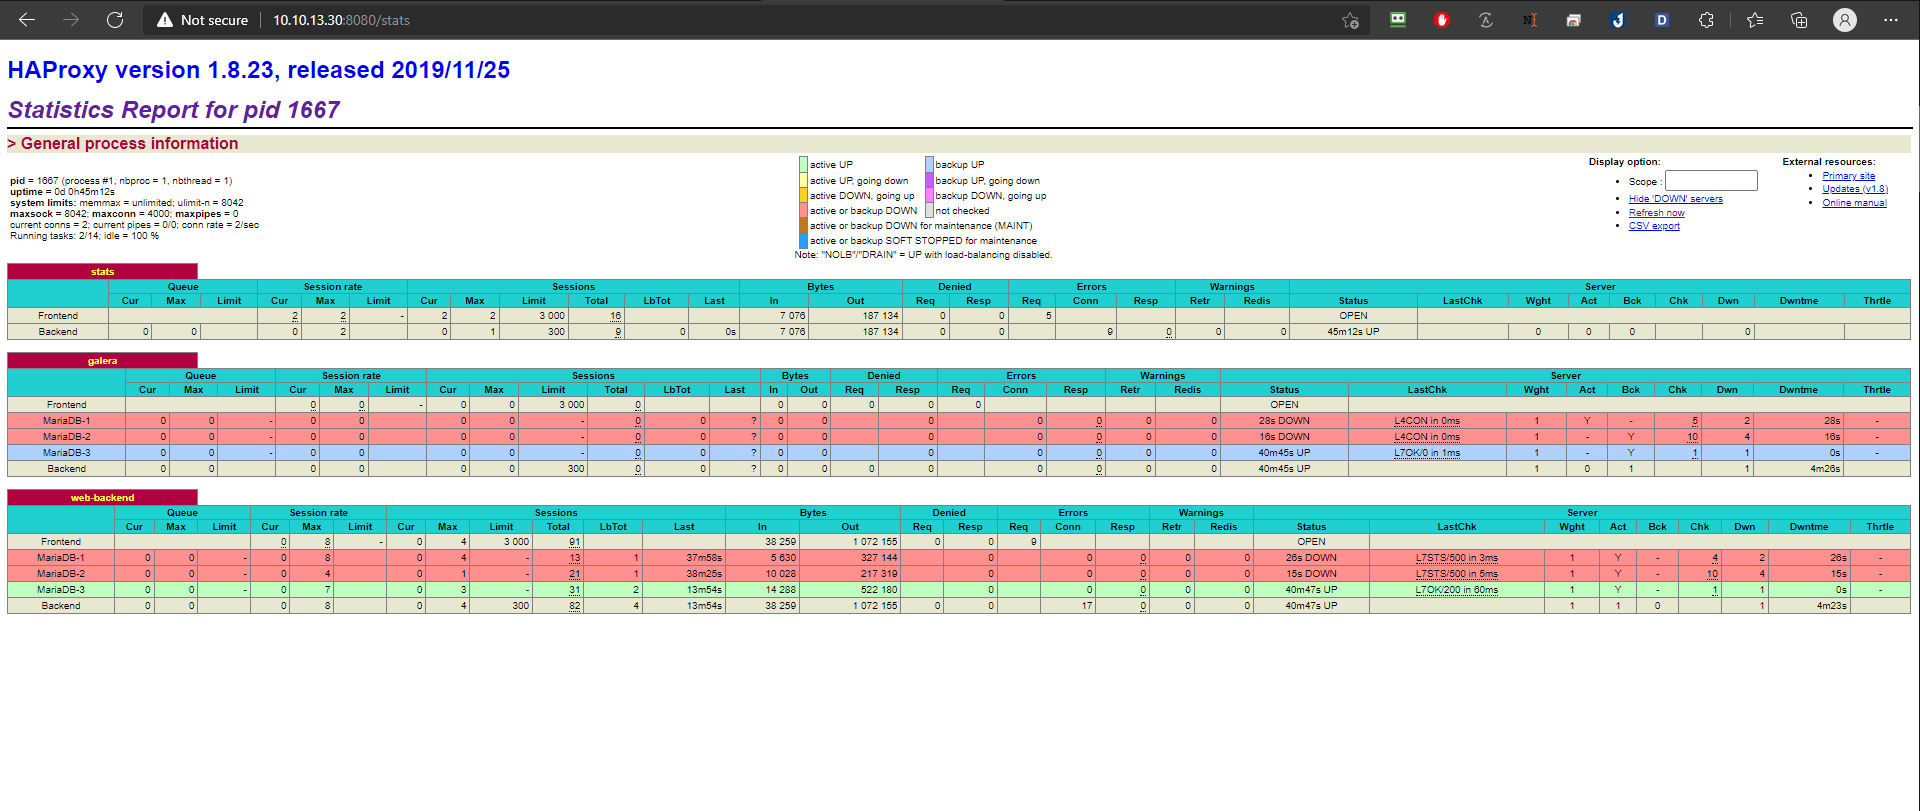 Not secure | 10.10.13.30:8080/stats
HAProxy version 1.8.23, released 2019/11/25
Statistics Report for pid 1667
> General process information
pid = 1667 (process #1, nbproc = 1, nbthread = 1)
uptime = 0d 0h45m12s
system limits: memmax = unlimited; ulimit-n = 8042
maxsock = 8042; maxconn = 4000; maxpipes = 0
current conns = 2; current pipes = 0/0; conn rate = 2/sec
Running tasks: 2/14; idle = 100 %
active UP backup UP
active UP, going down backup UP, going down
active DOWN, going up backup DOWN, going up
active or backup DOWN not checked
active or backup DOWN for maintenance (MAINT)
active or backup SOFT STOPPED for maintenance
Note: "NOLB"/"DRAIN" = UP with load-balancing disabled.
Display option:
Scope :
Hide 'DOWN' servers
Refresh now
CSV export
External resources:
Primary site
Updates (v1.8)
Online manual
stats
Queue Session rate Sessions Bytes Denied Errors Warnings Server
Cur Max Limit Cur Max Limit Cur Max Limit Total LbTot Last In Out Req Resp Req Conn Resp Retr Redis Status LastChk Wght Act Bck Chk Dwn Dwntme Thrtle
Frontend 2 2 - 2 2 3 000 16 7 076 187 134 0 0 5 OPEN
Backend 0 0 0 2 0 1 300 9 0 0s 7 076 187 134 0 0 9 0 0 0 45m12s UP 0 0 0 0
galera
Queue Session rate Sessions Bytes Denied Errors Warnings Server
Cur Max Limit Cur Max Limit Cur Max Limit Total LbTot Last In Out Req Resp Req Conn Resp Retr Redis Status LastChk Wght Act Bck Chk Dwn Dwntme Thrtle
Frontend 0 0 - 0 0 3 000 0 0 0 0 0 0 OPEN
MariaDB-1 0 0 - 0 0 0 0 - 0 0 ? 0 0 0 0 0 0 0 28s DOWN L4CON in 0ms 1 Y - 5 2 28s -
MariaDB-2 0 0 - 0 0 0 0 - 0 0 ? 0 0 0 0 0 0 0 16s DOWN L4CON in 0ms 1 - Y 10 4 16s -
MariaDB-3 0 0 - 0 0 0 0 - 0 0 ? 0 0 0 0 0 0 0 40m45s UP L7OK/0 in 1ms 1 - Y 1 1 0s -
Backend 0 0 0 0 0 0 300 0 0 ? 0 0 0 0 0 0 0 0 40m45s UP 1 0 1 1 4m26s
web-backend
Queue Session rate Sessions Bytes Denied Errors Warnings Server
Cur Max Limit Cur Max Limit Cur Max Limit Total LbTot Last In Out Req Resp Req Conn Resp Retr Redis Status LastChk Wght Act Bck Chk Dwn Dwntme Thrtle
Frontend 0 8 - 0 4 3 000 91 38 259 1 072 155 0 0 9 OPEN
MariaDB-1 0 0 - 0 8 0 4 - 13 1 37m58s 5 630 327 144 0 0 0 0 0 26s DOWN L7STS/500 in 3ms 1 Y - 4 2 26s -
MariaDB-2 0 0 - 0 4 0 1 - 21 1 38m25s 10 028 217 319 0 0 0 0 0 15s DOWN L7STS/500 in 5ms 1 Y - 10 4 15s -
MariaDB-3 0 0 - 0 7 0 3 - 31 2 13m54s 14 288 522 180 0 0 0 0 0 40m47s UP L7OK/200 in 60ms 1 Y - 1 1 0s -
Backend 0 0 0 8 0 4 300 82 4 13m54s 38 259 1 072 155 0 0 17 0 0 0 40m47s UP 1 1 0 1 4m23s